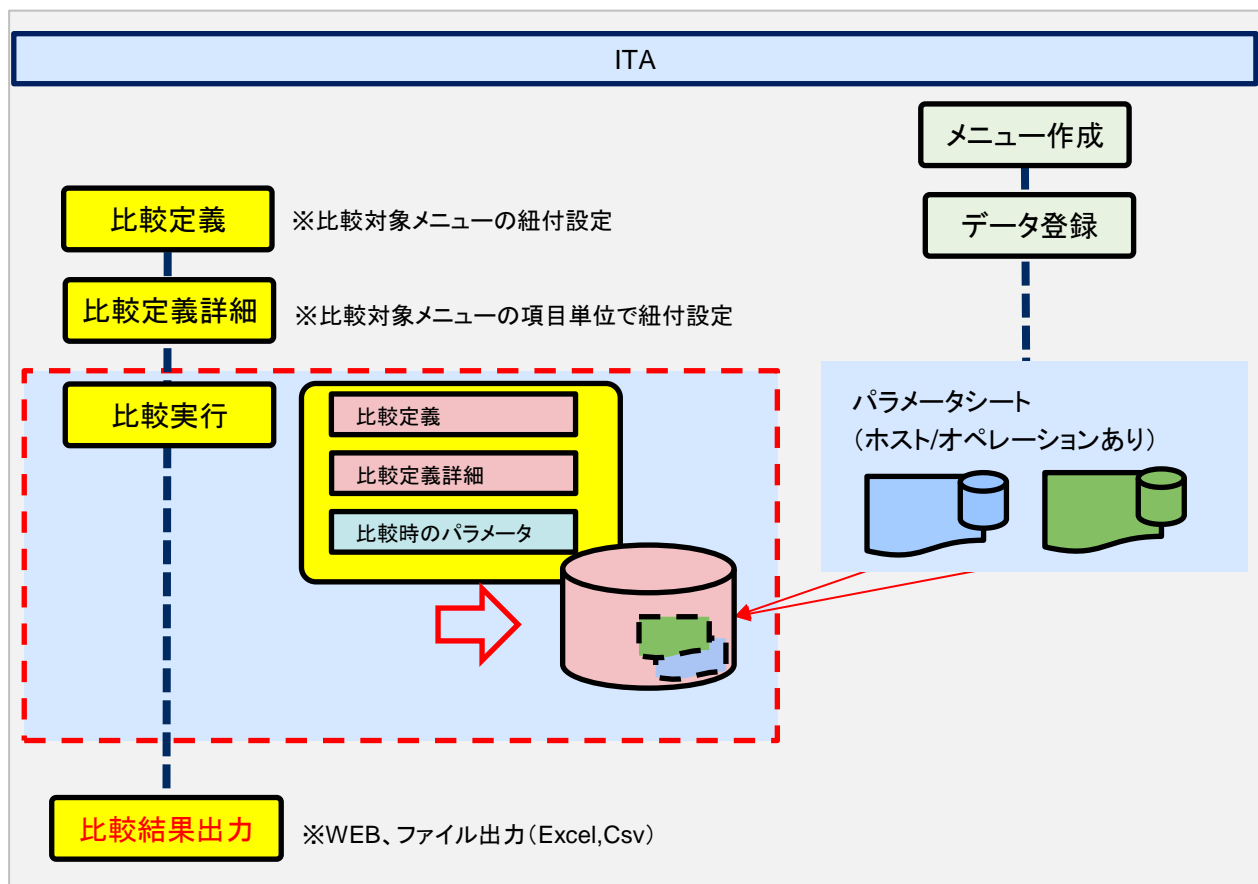 ITA
メニュー作成
データ登録
比較定義
※比較対象メニューの紐付設定
比較定義詳細
※比較対象メニューの項目単位で紐付設定
比較実行
比較定義
比較定義詳細
比較時のパラメータ
パラメータシート
（ホスト/オペレーションあり）
比較結果出力
※WEB、ファイル出力（Excel,Csv）